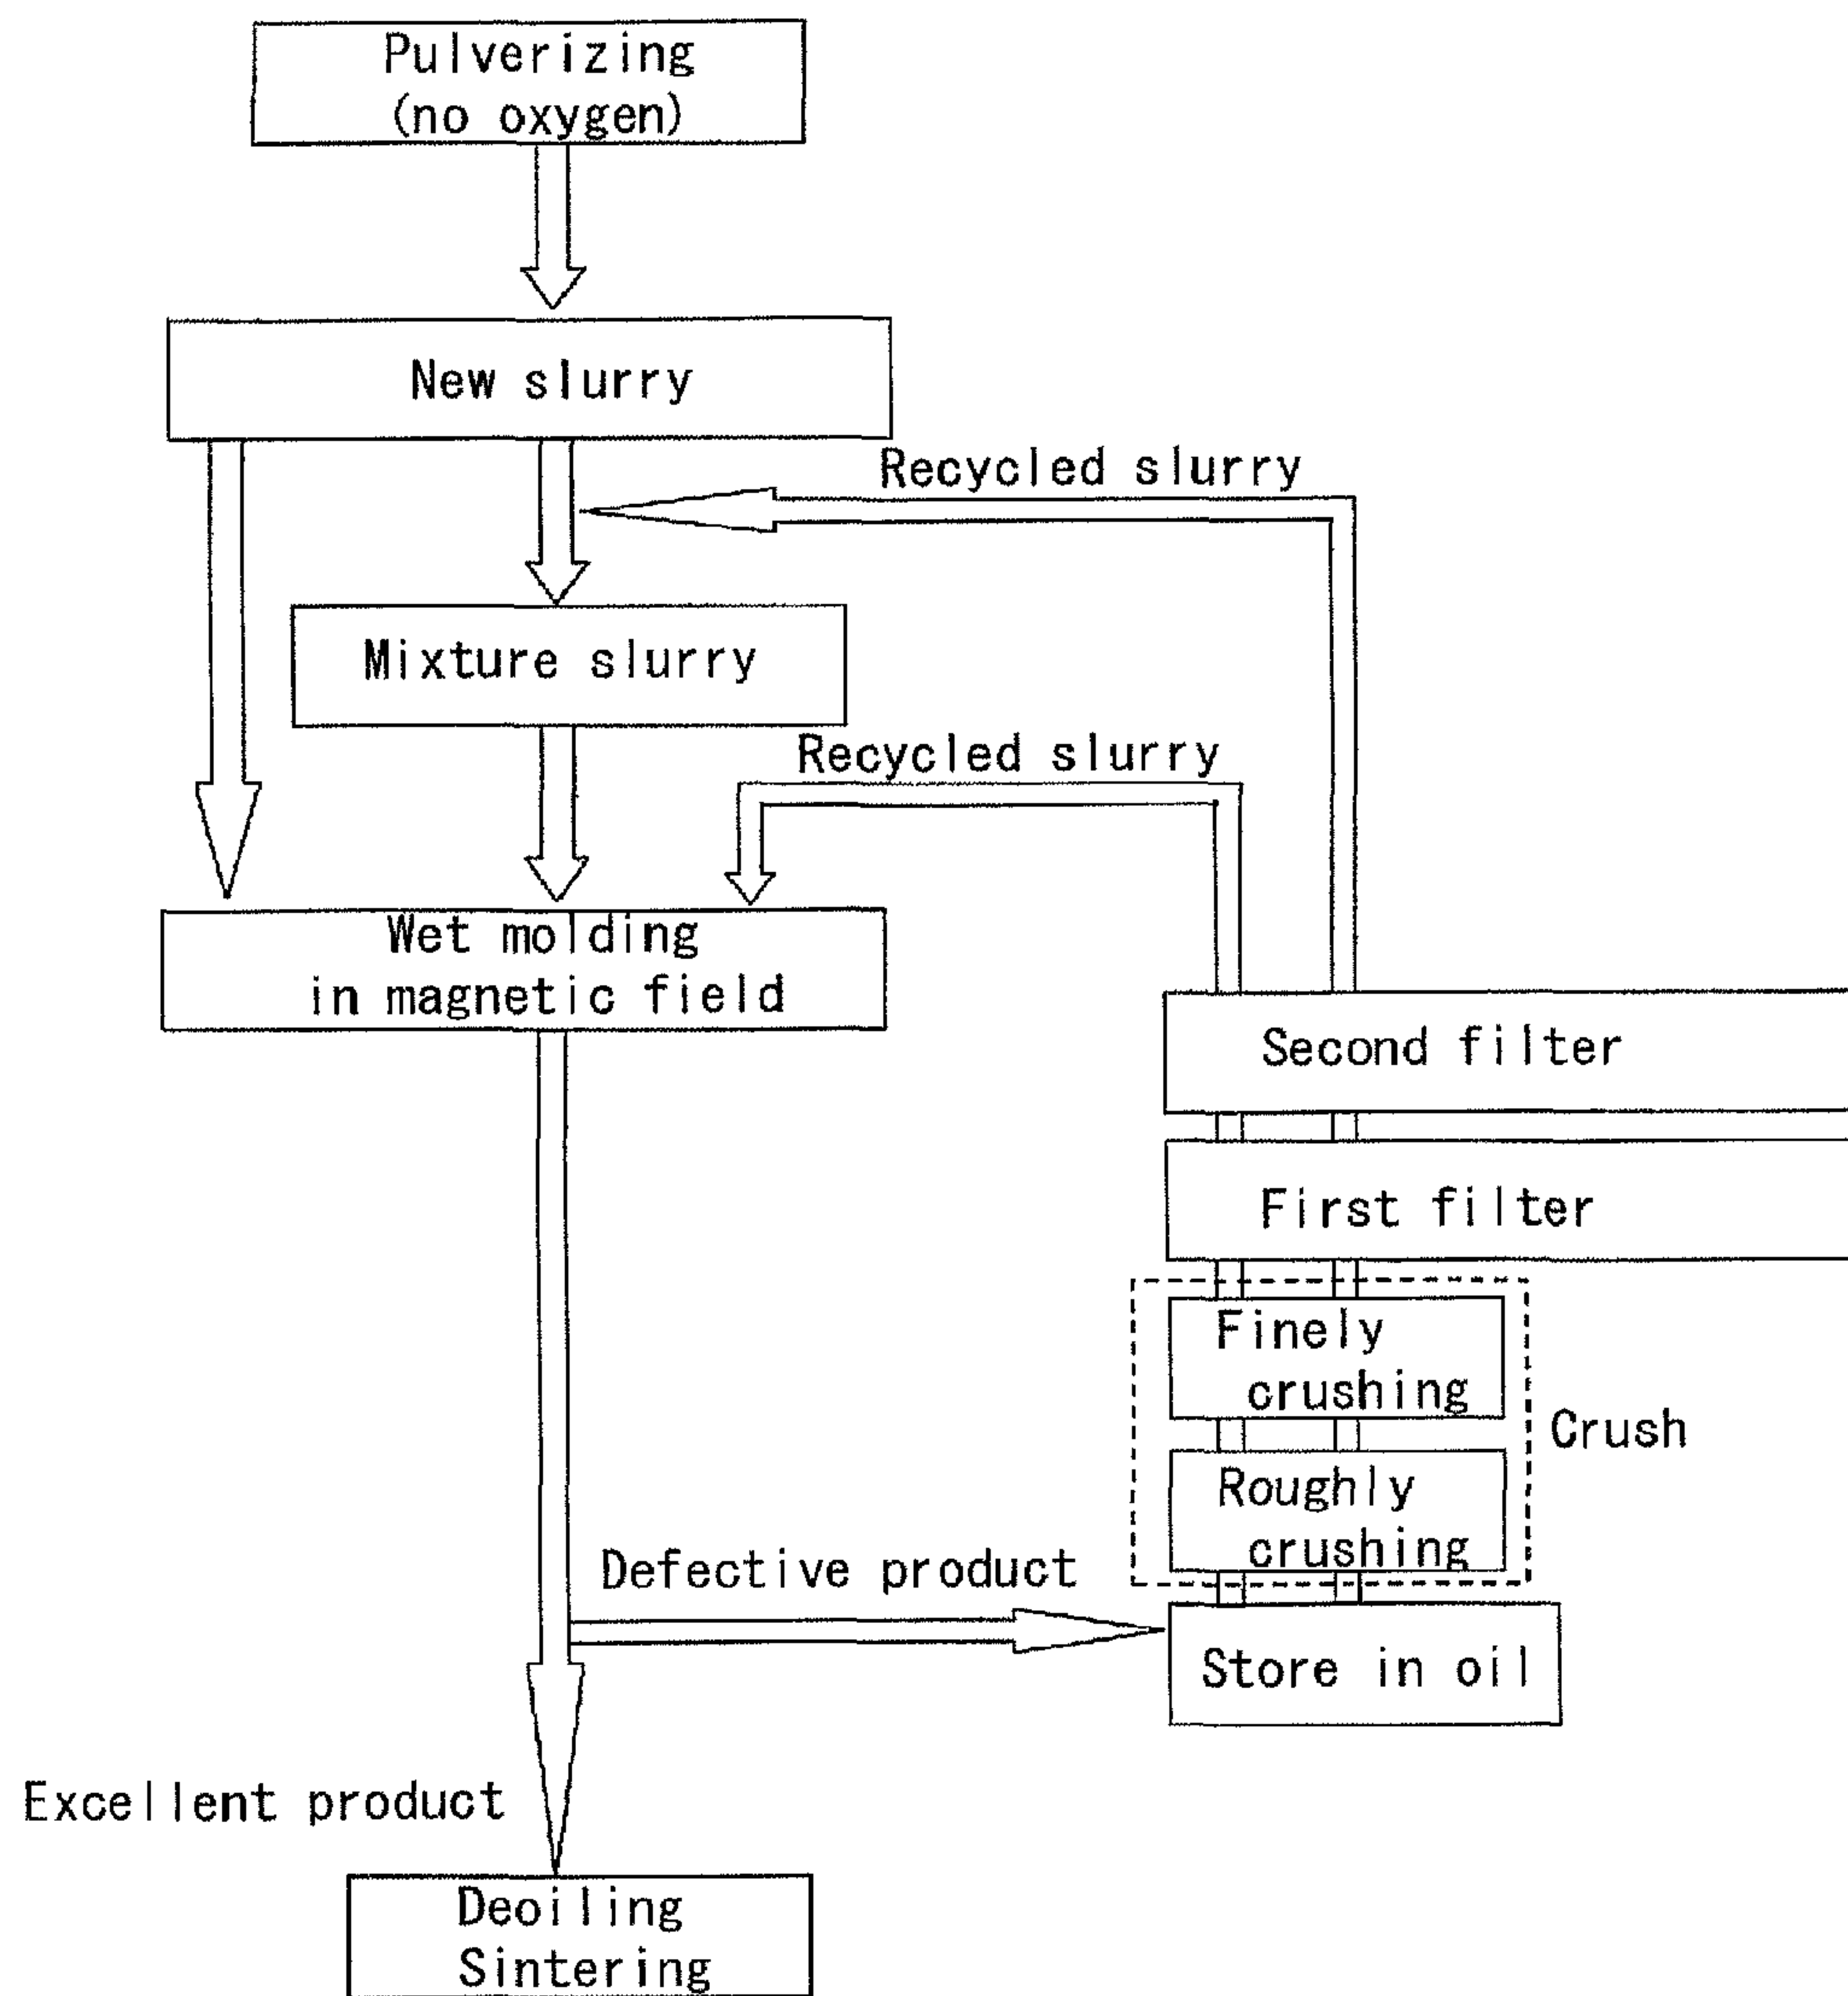 Pulverizing
(no oxygen)
New slurry
Recycled slurry
Mixture slurry
Recycled slurry
Wet molding
in magnetic field
Second filter
First filter
Finely
crushing
Crush
Roughly
crushing
Defective product
Store in oil
Excellent product
Deoiling
Sintering